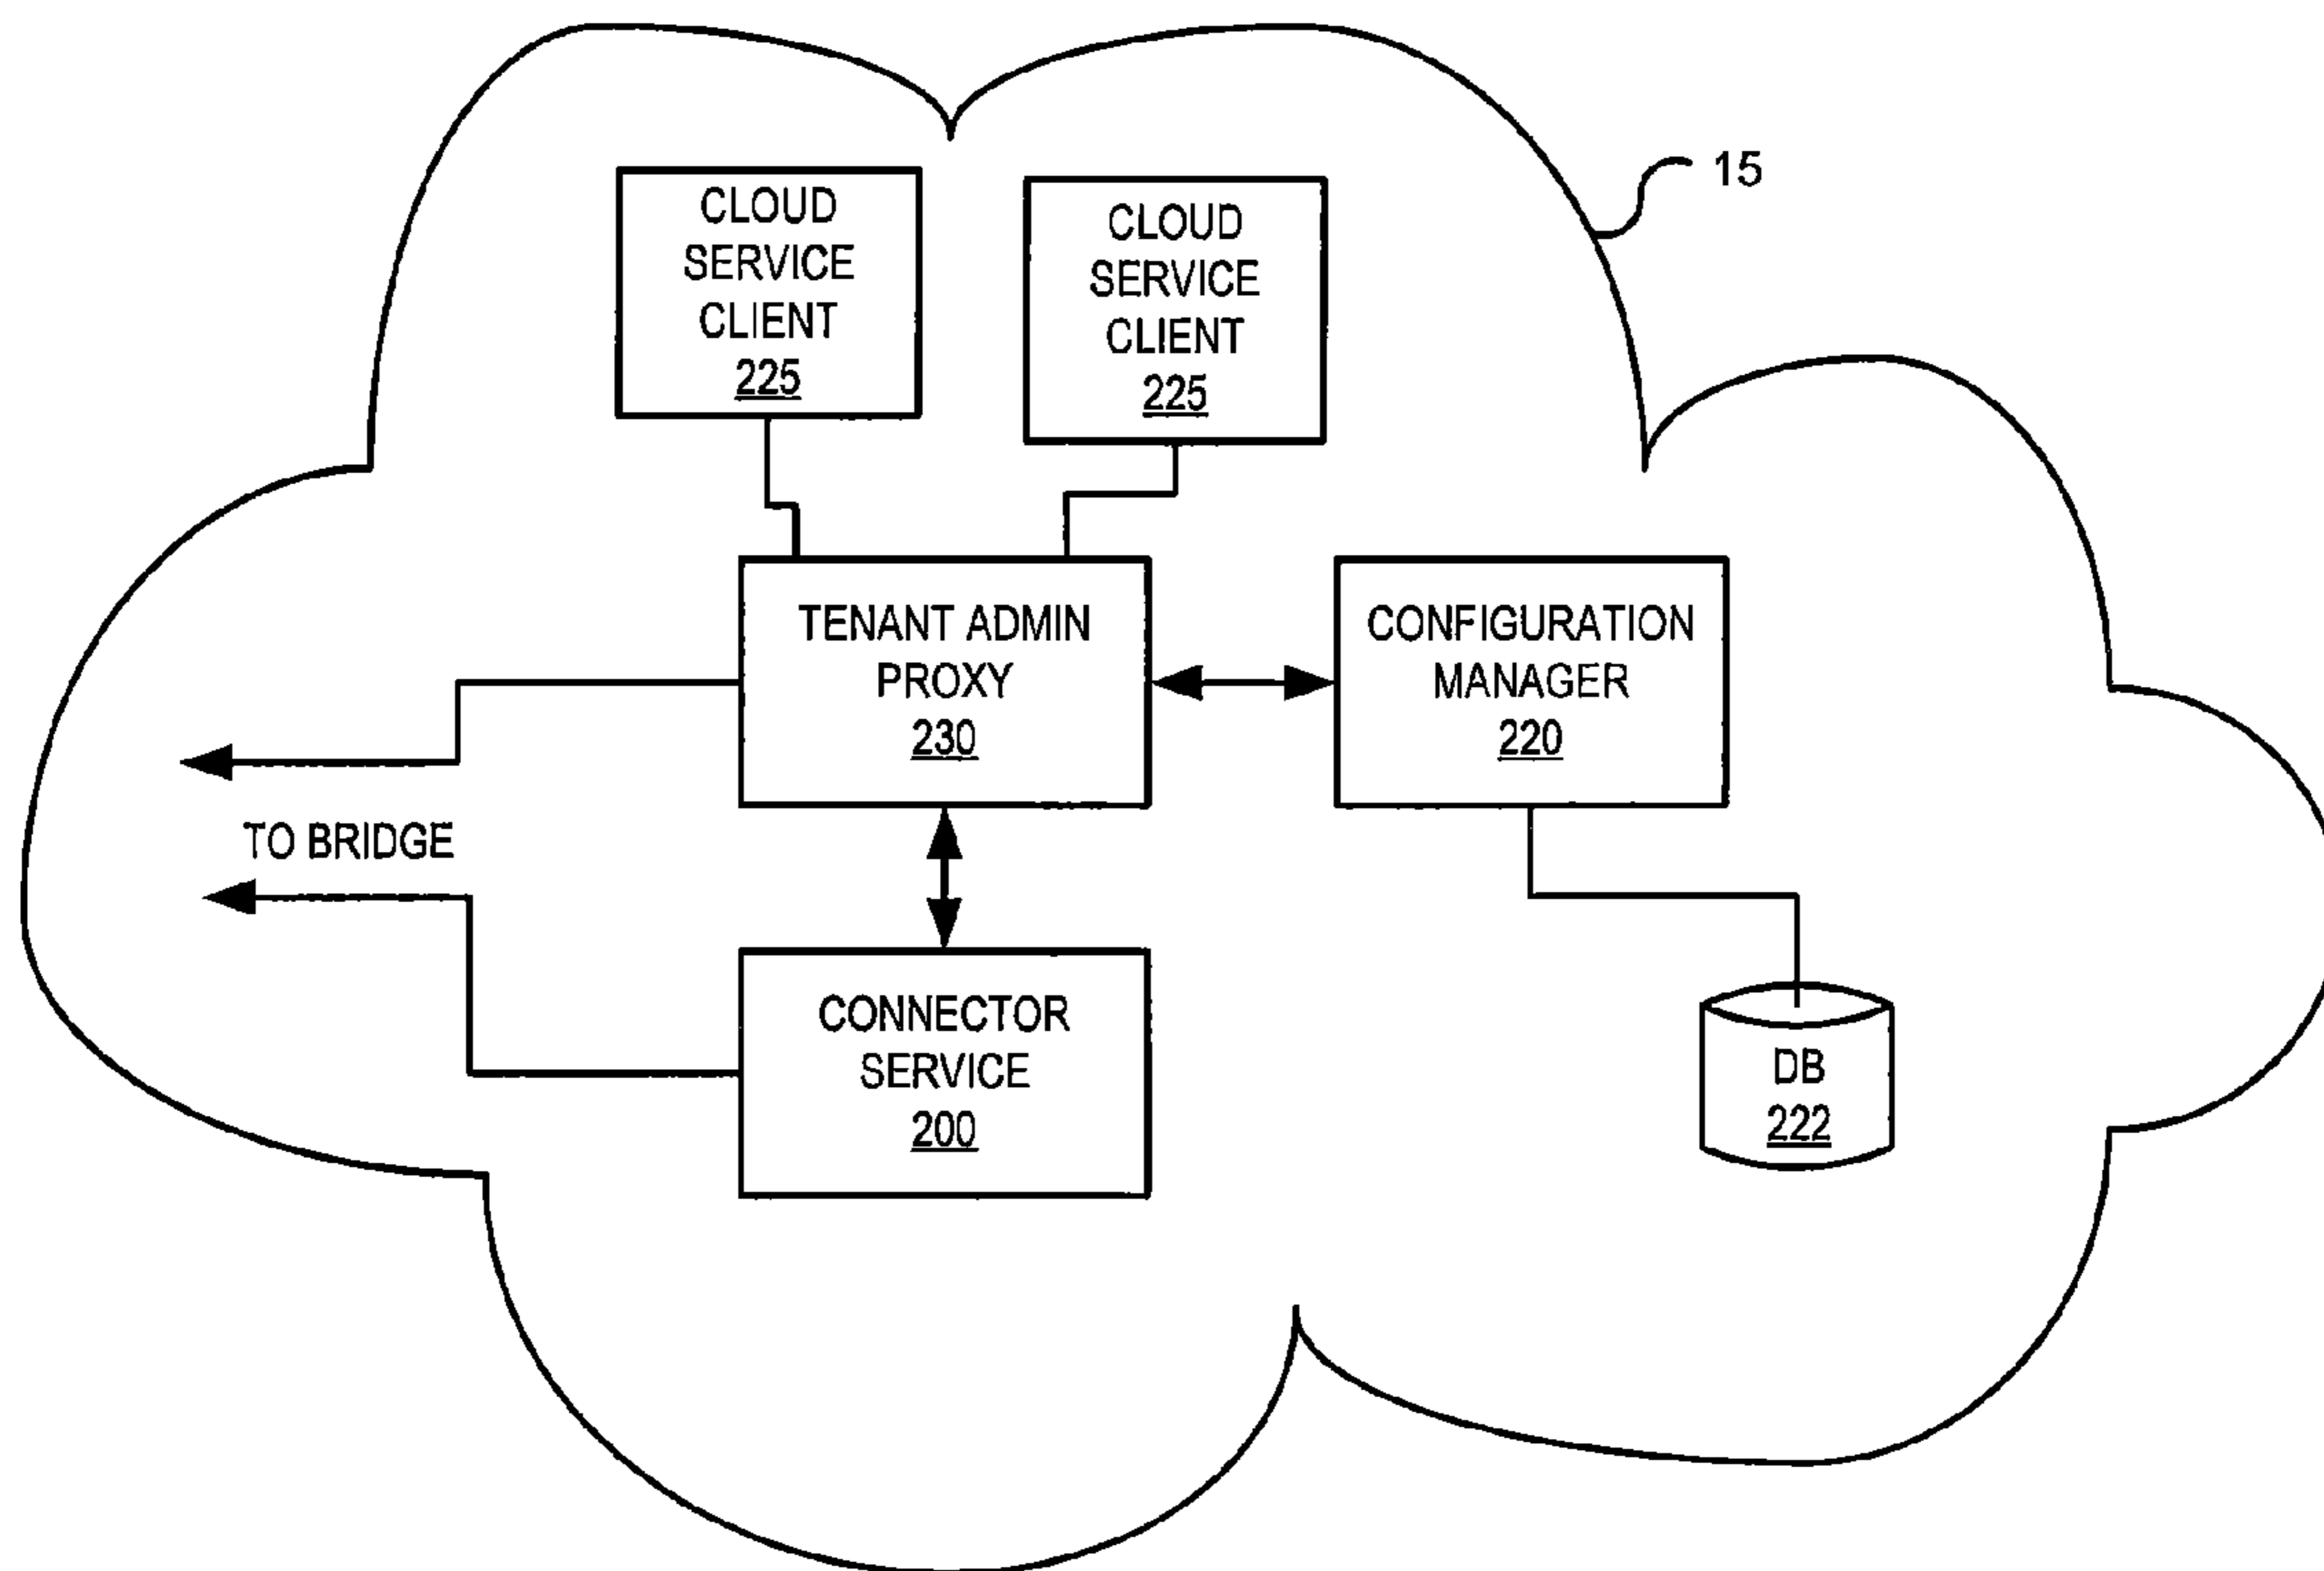 15
CLOUD
SERVICE
CLIENT
225
CLOUD
SERVICE
CLIENT
225
TENANT ADMIN
PROXY
230
CONFIGURATION
MANAGER
220
TO BRIDGE
CONNECTOR
SERVICE
200
DB
222